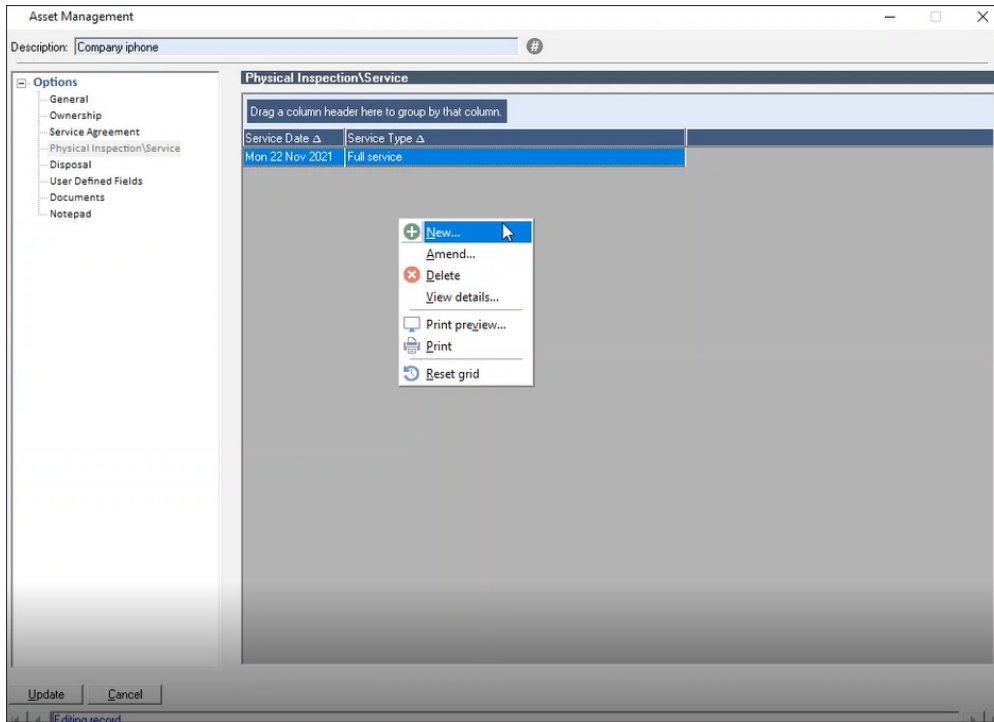 Asset Management
Description: Company iphone
#
Options
General
Ownership
Service Agreement
Physical Inspection\Service
Disposal
User Defined Fields
Documents
Notepad
Physical Inspection\Service
Drag a column header here to group by that column.
Service Date Service Type
Mon 22 Nov 2021 Full service
New...
Amend...
Delete
View details...
Print preview...
Print
Reset grid
Update Cancel
Editing record